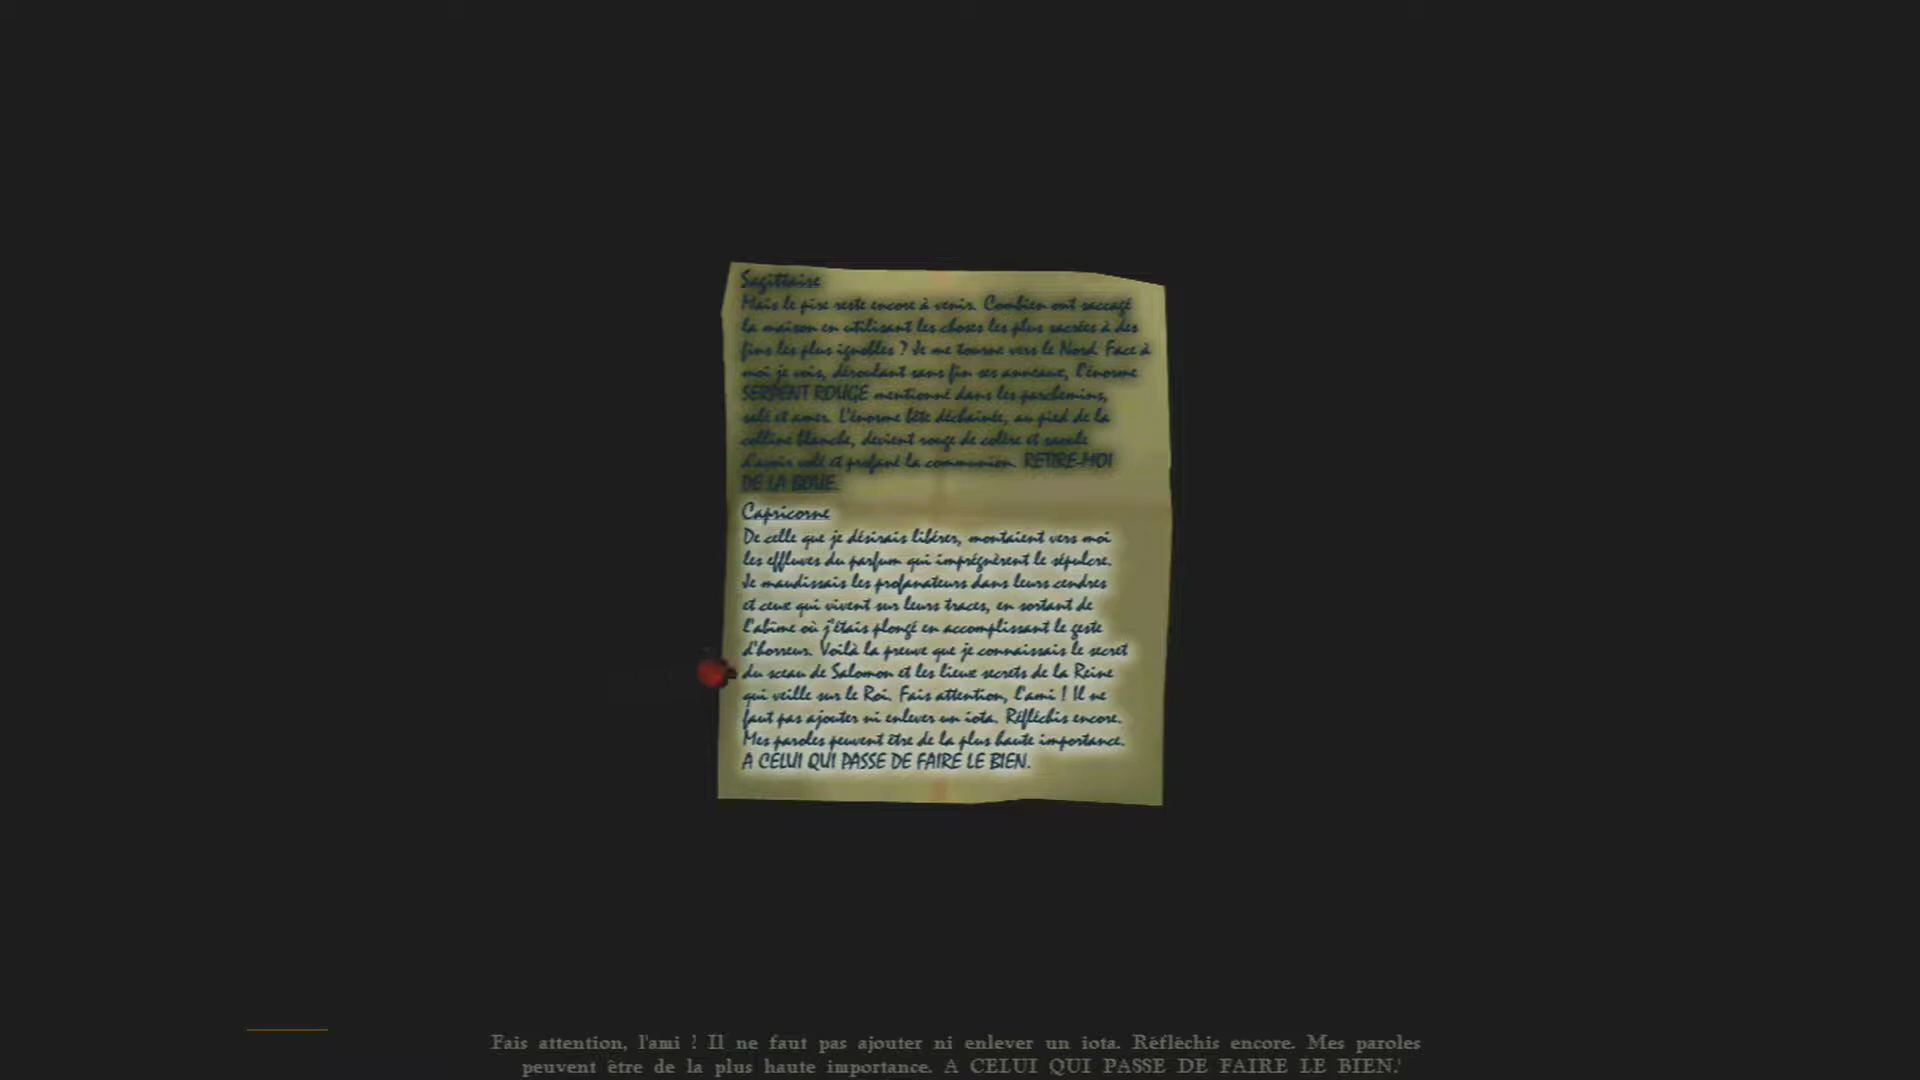 Sagittaire
Mais le pire reste encore à venir. Combien ont saccagé
la maison en utilisant les choses les plus sacrées à des
fins les plus ignobles ? Je me tourne vers le Nord. Face à
moi je vois, déroulant sans fin ses anneaux, l'énorme
SERPENT ROUGE mentionné dans les parchemins,
salé et amer. L'énorme bête déchaînée, au pied de la
colline blanche, devient rouge de colère et
d'avoir volé et profané la communion. RETIRE-MOI
DE LA BOUE.
Capricorne
De celle que je désirais libérer, montaient vers moi
les effluves du parfum qui imprégnèrent le sépulcre.
Je maudissais les profanateurs dans leurs cendres
et ceux qui vivent sur leurs traces, en sortant de
l'abîme où j'étais plongé en accomplissant le geste
d'horreur. Voilà la preuve que je connaissais le secret
du sceau de Salomon et les lieux secrets de la Reine
qui veille sur le Roi. Fais attention, l'ami ! Il ne
faut pas ajouter ni enlever un iota. Réfléchis encore.
Mes paroles peuvent être de la plus haute importance.
A CELUI QUI PASSE DE FAIRE LE BIEN.
Fais attention, l'ami ! Il ne faut pas ajouter ni enlever un iota. Réfléchis encore. Mes paroles
peuvent être de la plus haute importance. A CELUI QUI PASSE DE FAIRE LE BIEN.'